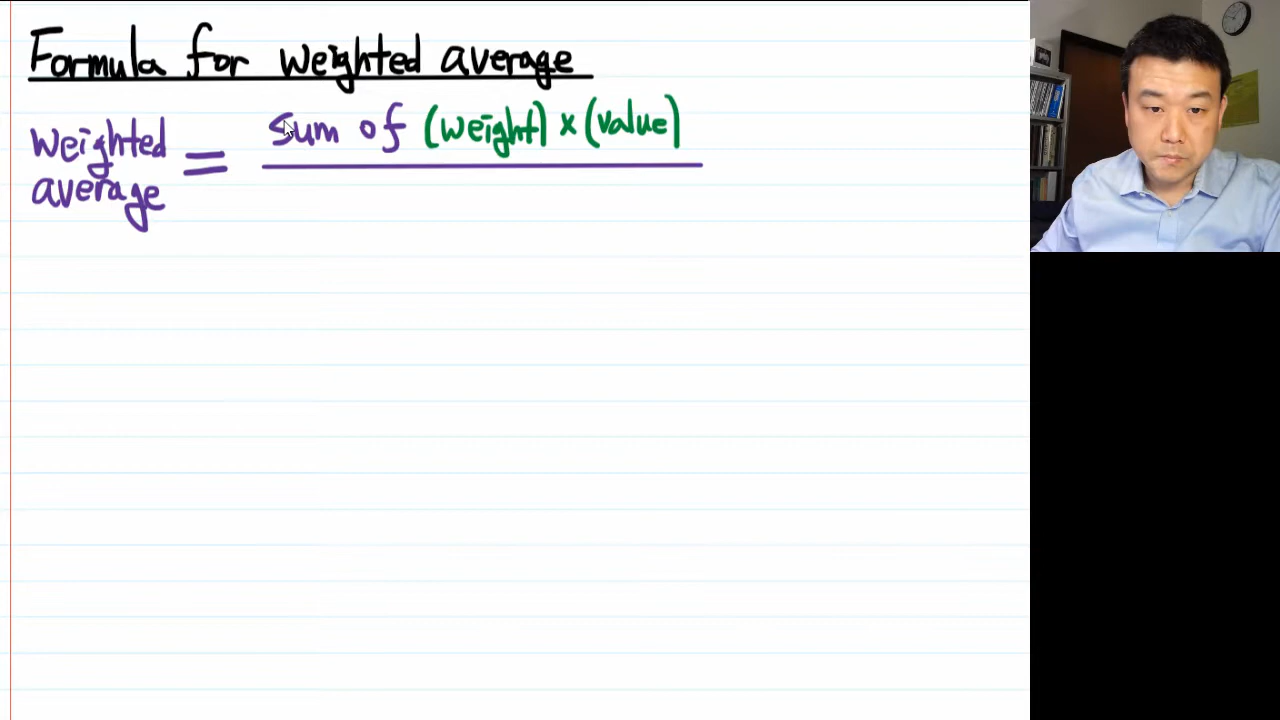 Formula for weighted average
weighted average = sum of (weight) x (value)